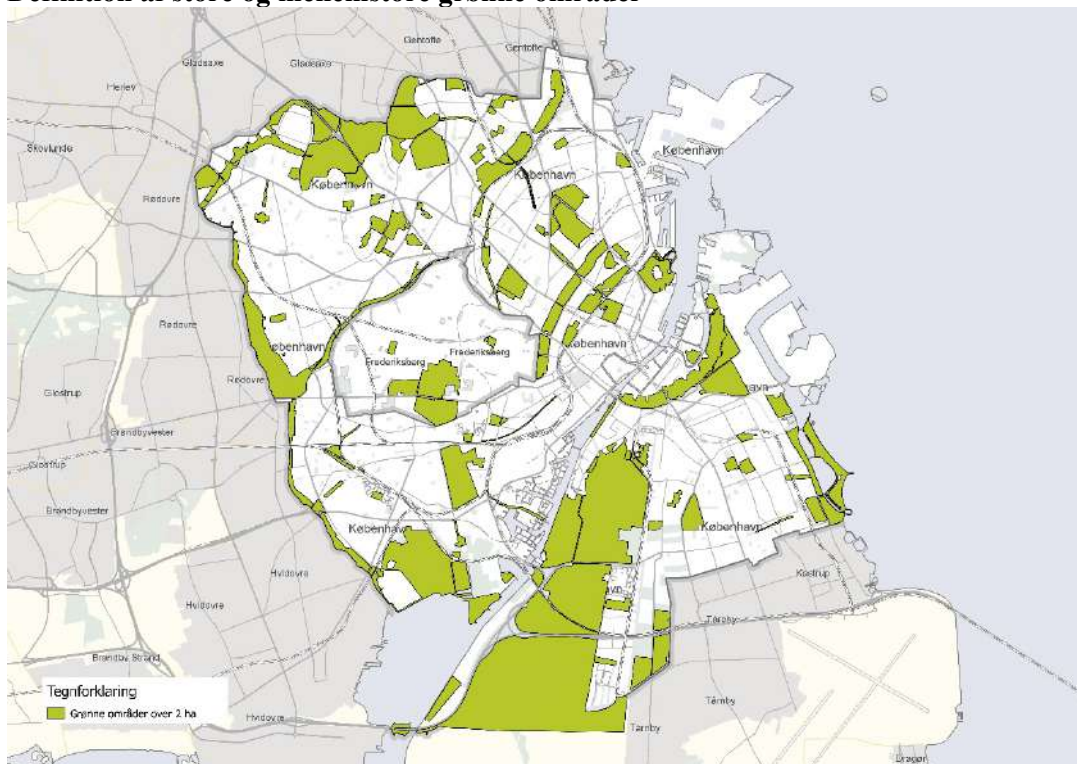 Definition af store og mellemstore grønne områder
Gentofte
Gentofte
Gladsaxe
Gladsaxe
Herlev
Skovlunde
København
København
København
Rødovre
Rødovre
København
København
Frederiksberg
Frederiksberg
Rødovre
Glostrup
Brøndbyvester
Glostrup
Brøndbyvester
København
København
Hvidovre
Kastrup
Hvidovre
Tårnby
Brøndby Strand
Tegnforklaring
Grønne områder over 2 ha
Hvidovre
Tårnby
Tårnby
Dragør